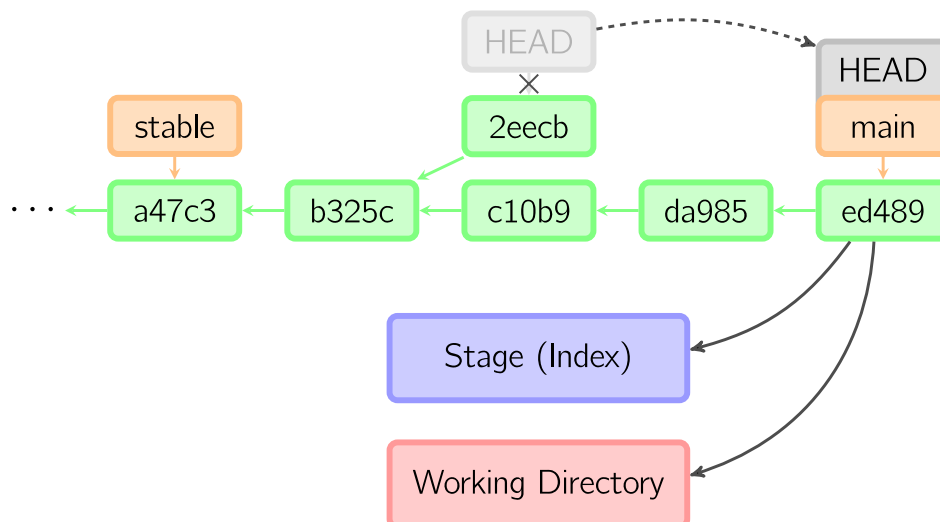 HEAD
HEAD
stable
2eecb
main
...
a47c3
b325c
c10b9
da985
ed489
Stage (Index)
Working Directory